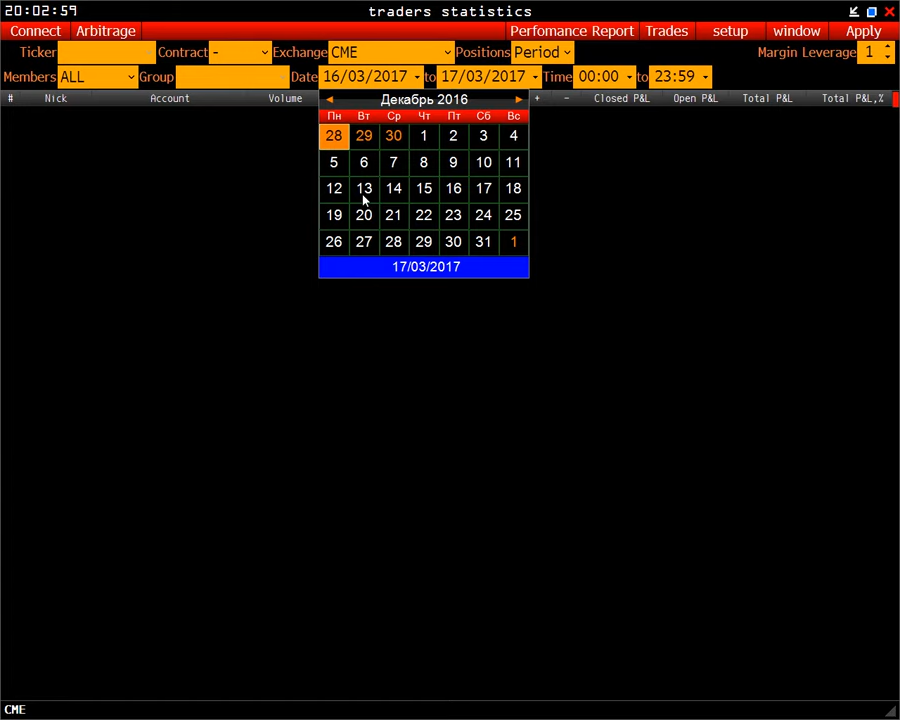 20:02:59 traders statistics
Connect Arbitrage Perfomance Report Trades setup window Apply
Ticker Contract - Exchange CME Positions Period Margin Leverage 1
Members ALL Group Date 16/03/2017 to 17/03/2017 Time 00:00 to 23:59
# Nick Account Volume + - Closed P&L Open P&L Total P&L Total P&L,%
Декабрь 2016
Пн Вт Ср Чт Пт Сб Вс
28 29 30 1 2 3 4
5 6 7 8 9 10 11
12 13 14 15 16 17 18
19 20 21 22 23 24 25
26 27 28 29 30 31 1
17/03/2017
CME